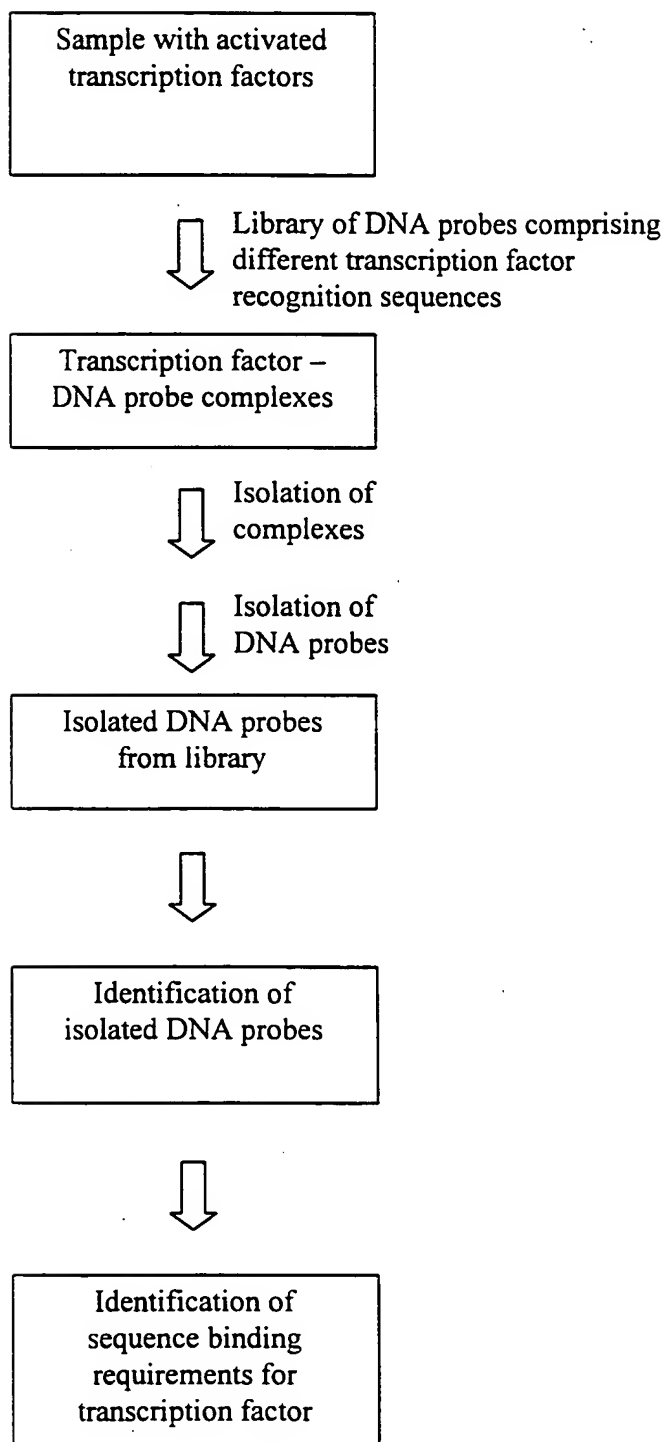 Sample with activated
transcription factors
Library of DNA probes comprising
different transcription factor
recognition sequences
Transcription factor –
DNA probe complexes
Isolation of
complexes
Isolation of
DNA probes
Isolated DNA probes
from library
Identification of
isolated DNA probes
Identification of
sequence binding
requirements for
transcription factor